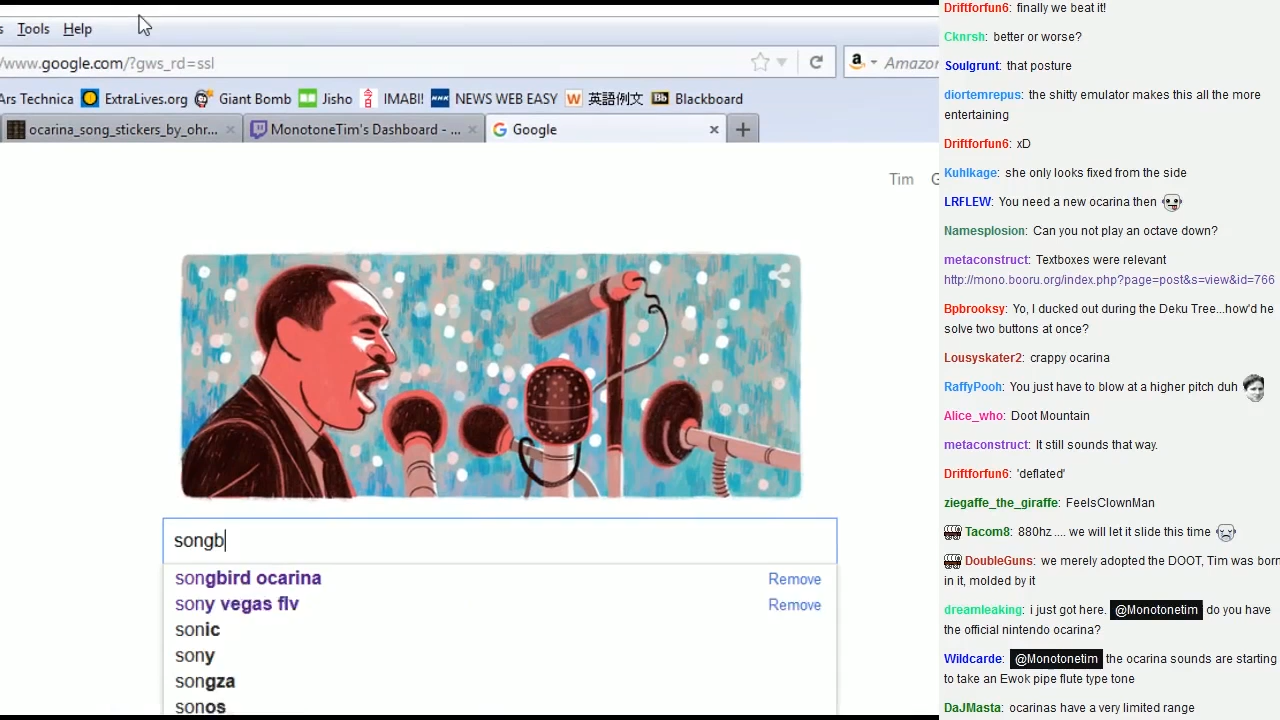 s Tools Help
/www.google.com/?gws_rd=ssl
Amazon
Ars Technica ExtraLives.org Giant Bomb Jisho IMABI! NEWS WEB EASY 英語例文 Blackboard
ocarina_song_stickers_by_ohr... MonotoneTim's Dashboard - ... Google
Tim G
songb
songbird ocarina Remove
sony vegas flv Remove
sonic
sony
songza
sonos
Driftforfun6: finally we beat it!
Cknrsh: better or worse?
Soulgrunt: that posture
diortemrepus: the shitty emulator makes this all the more
entertaining
Driftforfun6: xD
Kuhlkage: she only looks fixed from the side
LRFLEW: You need a new ocarina then
Namesplosion: Can you not play an octave down?
metaconstruct: Textboxes were relevant
http://mono.booru.org/index.php?page=post&s=view&id=766
Bpbrooksy: Yo, I ducked out during the Deku Tree...how'd he
solve two buttons at once?
Lousyskater2: crappy ocarina
RaffyPooh: You just have to blow at a higher pitch duh
Alice_who: Doot Mountain
metaconstruct: It still sounds that way.
Driftforfun6: 'deflated'
ziegaffe_the_giraffe: FeelsClownMan
Tacom8: 880hz .... we will let it slide this time
DoubleGuns: we merely adopted the DOOT, Tim was born
in it, molded by it
dreamleaking: i just got here. @Monotonetim do you have
the official nintendo ocarina?
Wildcarde: @Monotonetim the ocarina sounds are starting
to take an Ewok pipe flute type tone
DaJMasta: ocarinas have a very limited range